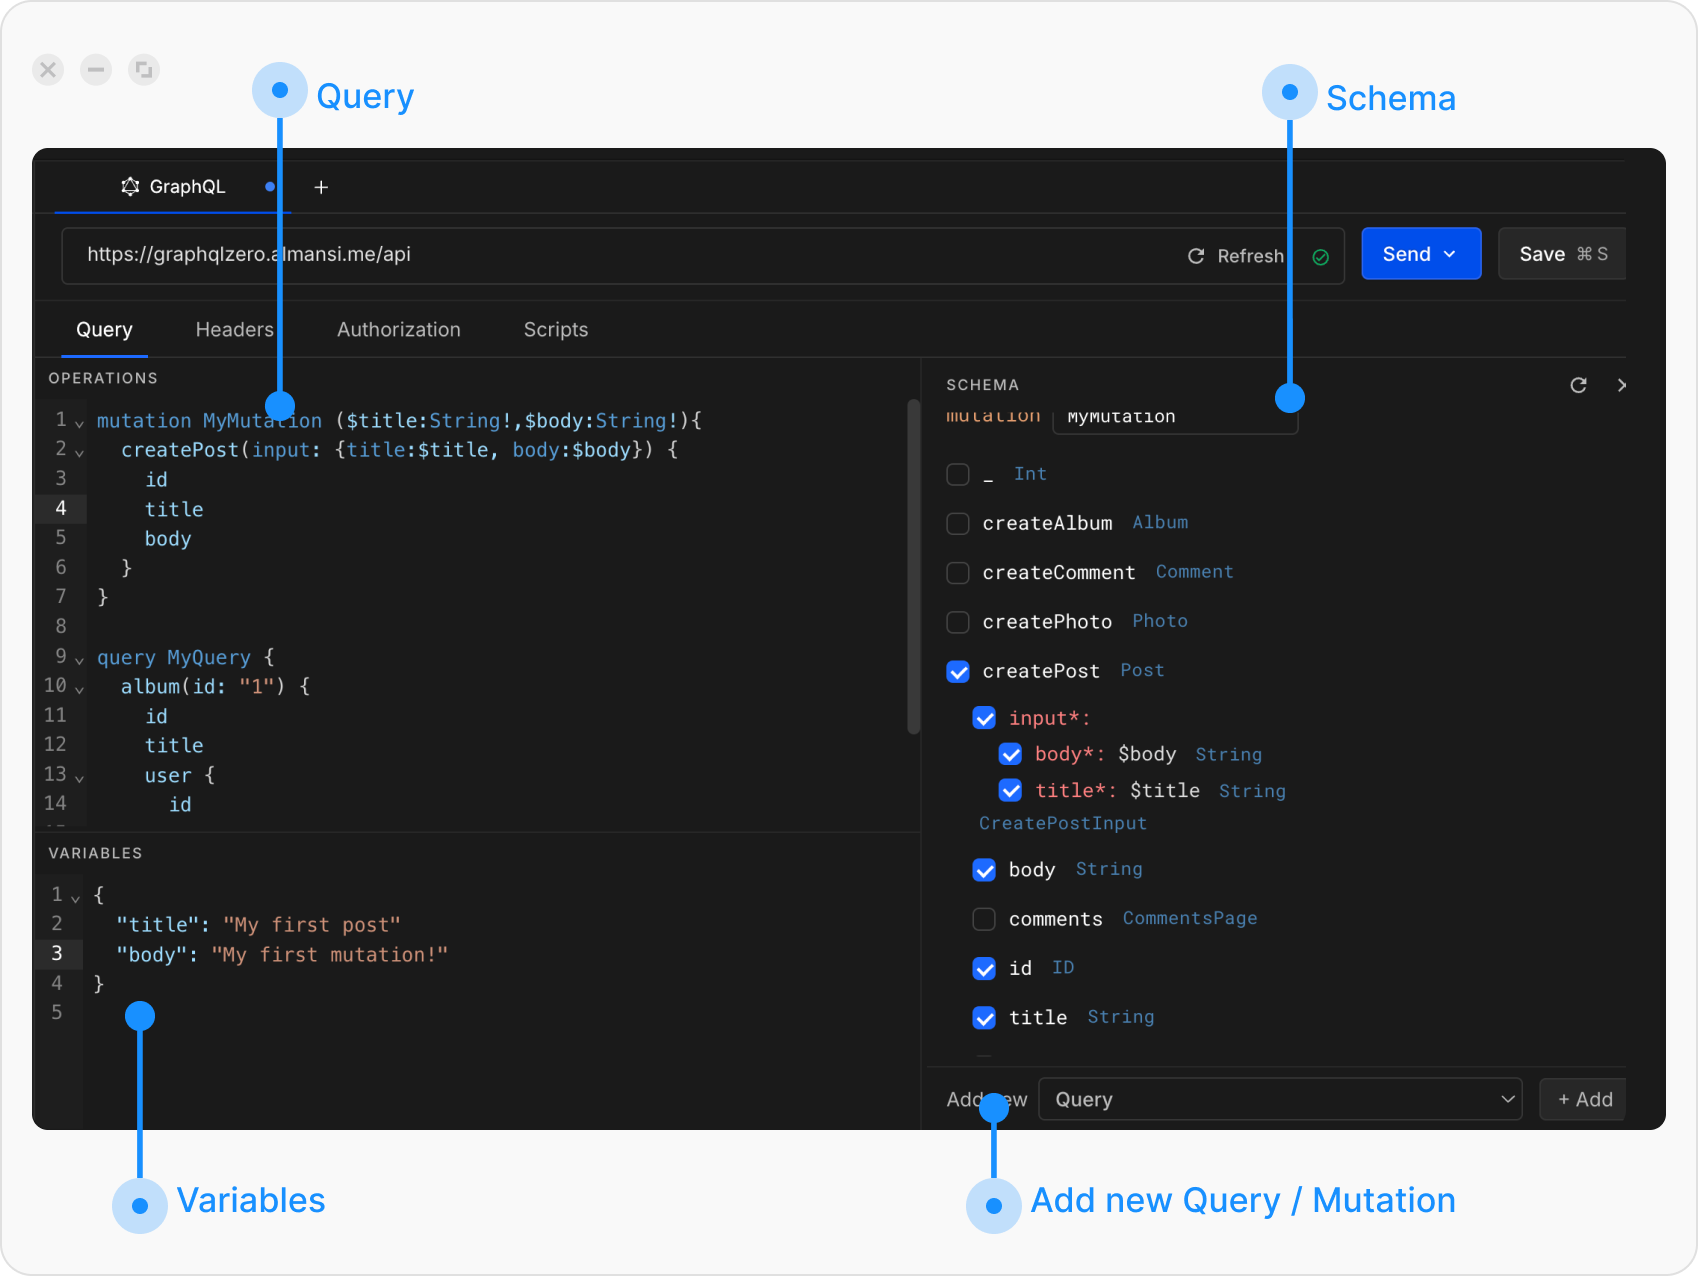 Query
Schema
GraphQL
+
https://graphqlzero.almansi.me/api
Refresh
Send
Save ⌘ S
Query Headers Authorization Scripts
OPERATIONS
1 mutation MyMutation ($title:String!,$body:String!){
2 createPost(input: {title:$title, body:$body}) {
3 id
4 title
5 body
6 }
7 }
8
9 query MyQuery {
10 album(id: "1") {
11 id
12 title
13 user {
14 id
VARIABLES
1 {
2 "title": "My first post"
3 "body": "My first mutation!"
4 }
5
SCHEMA
mutation MyMutation
_ Int
createAlbum Album
createComment Comment
createPhoto Photo
createPost Post
input*:
body*: $body String
title*: $title String
CreatePostInput
body String
comments CommentsPage
id ID
title String
Add new Query + Add
Variables
Add new Query / Mutation